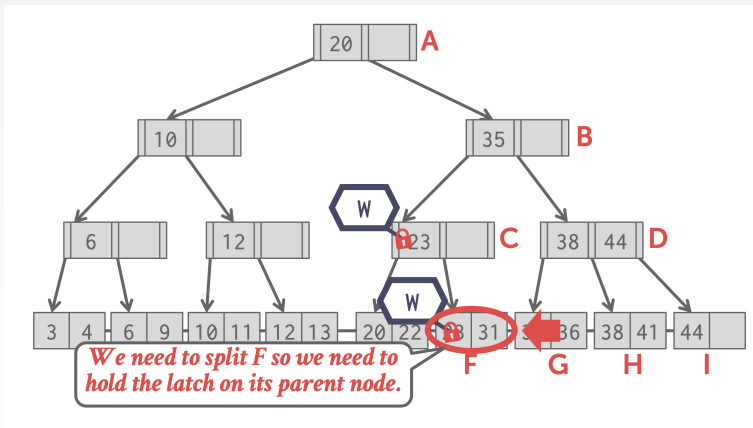 20 A
10 35 B
W
6 12 23 C 38 44 D
W
3 4 6 9 10 11 12 13 20 22 31 36 38 41 44
We need to split F so we need to
hold the latch on its parent node.
F G H I